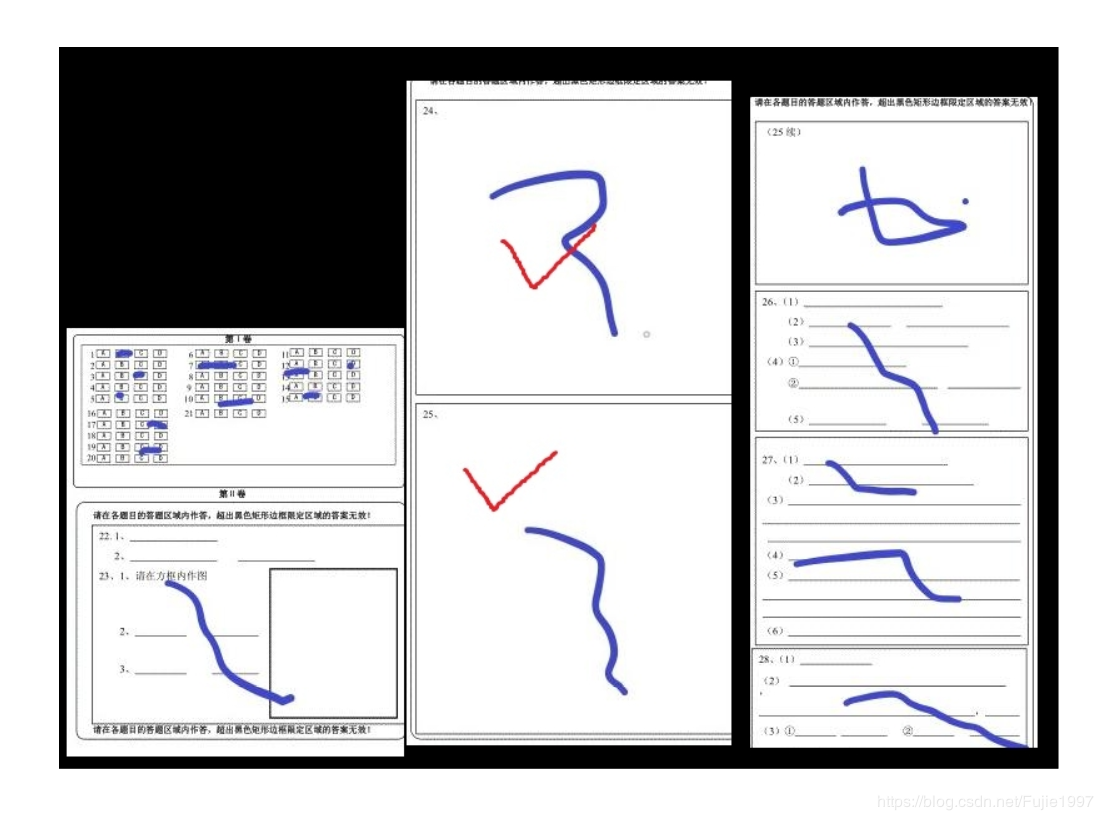 第Ⅰ卷
1 A C D 6 A B C D 11 A B C D
2 A B C D 7 D 12 A B C
3 A B D 8 A B C D 13 B C D
4 A B C D 9 A B C D 14 A B C D
5 A C D 10 A B C D 15 A C D
16 A B C D 21 A B C D
17 A B C
18 A B C D
19 A B C D
20 A B C D
第Ⅱ卷
请在各题目的答题区域内作答，超出黑色矩形边框限定区域的答案无效！
22. 1、
2、
23、1、请在方框内作图
2、
3、
请在各题目的答题区域内作答，超出黑色矩形边框限定区域的答案无效！
请在各题目的答题区域内作答，超出黑色矩形边框限定区域的答案无效！
24、
25、
请在各题目的答题区域内作答，超出黑色矩形边框限定区域的答案无效！
（25 续）
26、（1）
（2）
（3）
（4）①
②
（5）
27、（1）
（2）
（3）
（4）
（5）
（6）
28、（1）
（2）
（3）① ②
https://blog.csdn.net/Fujie1997